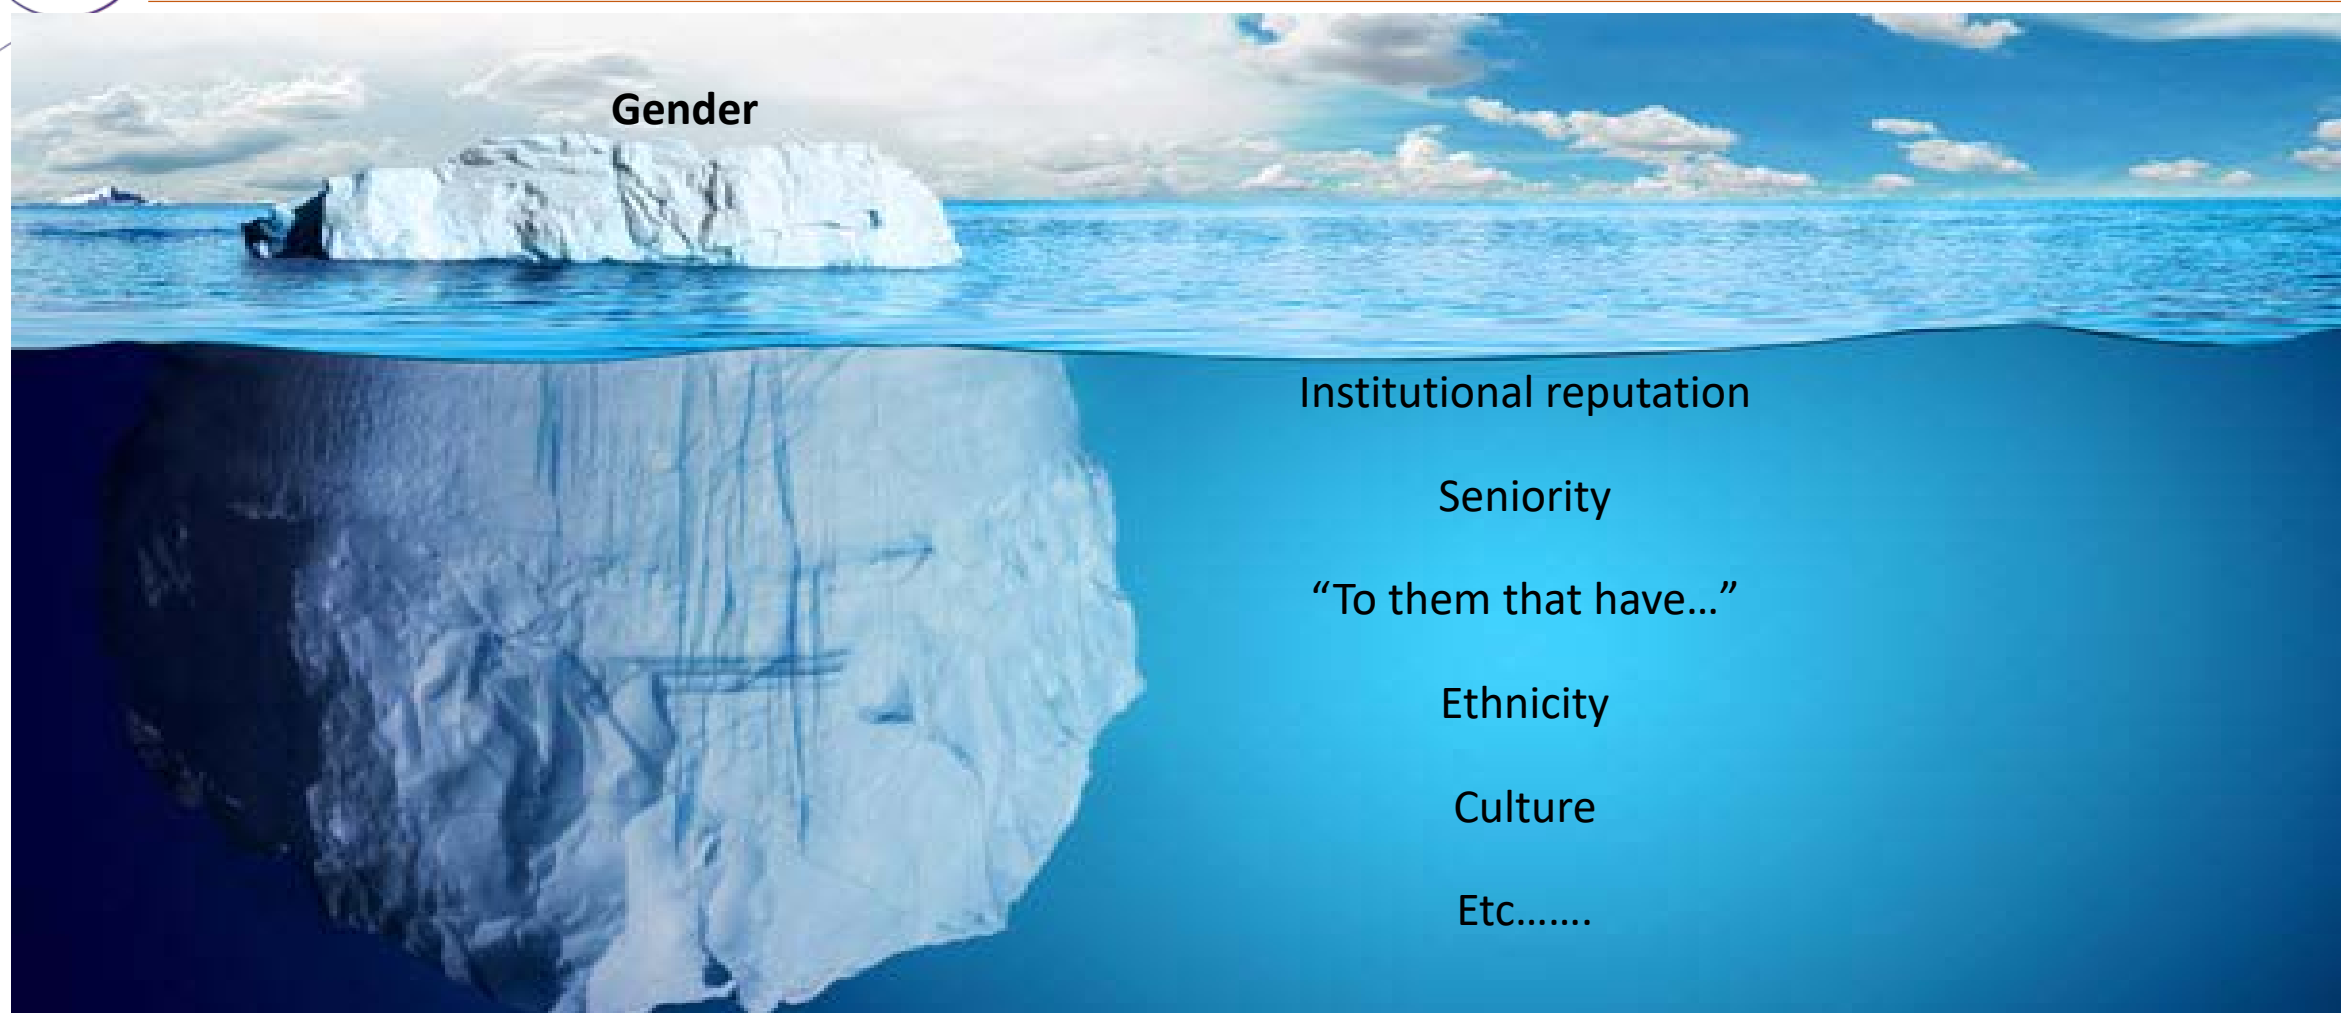 Gender
Institutional reputation
Seniority
“To them that have…”
Ethnicity
Culture
Etc…….